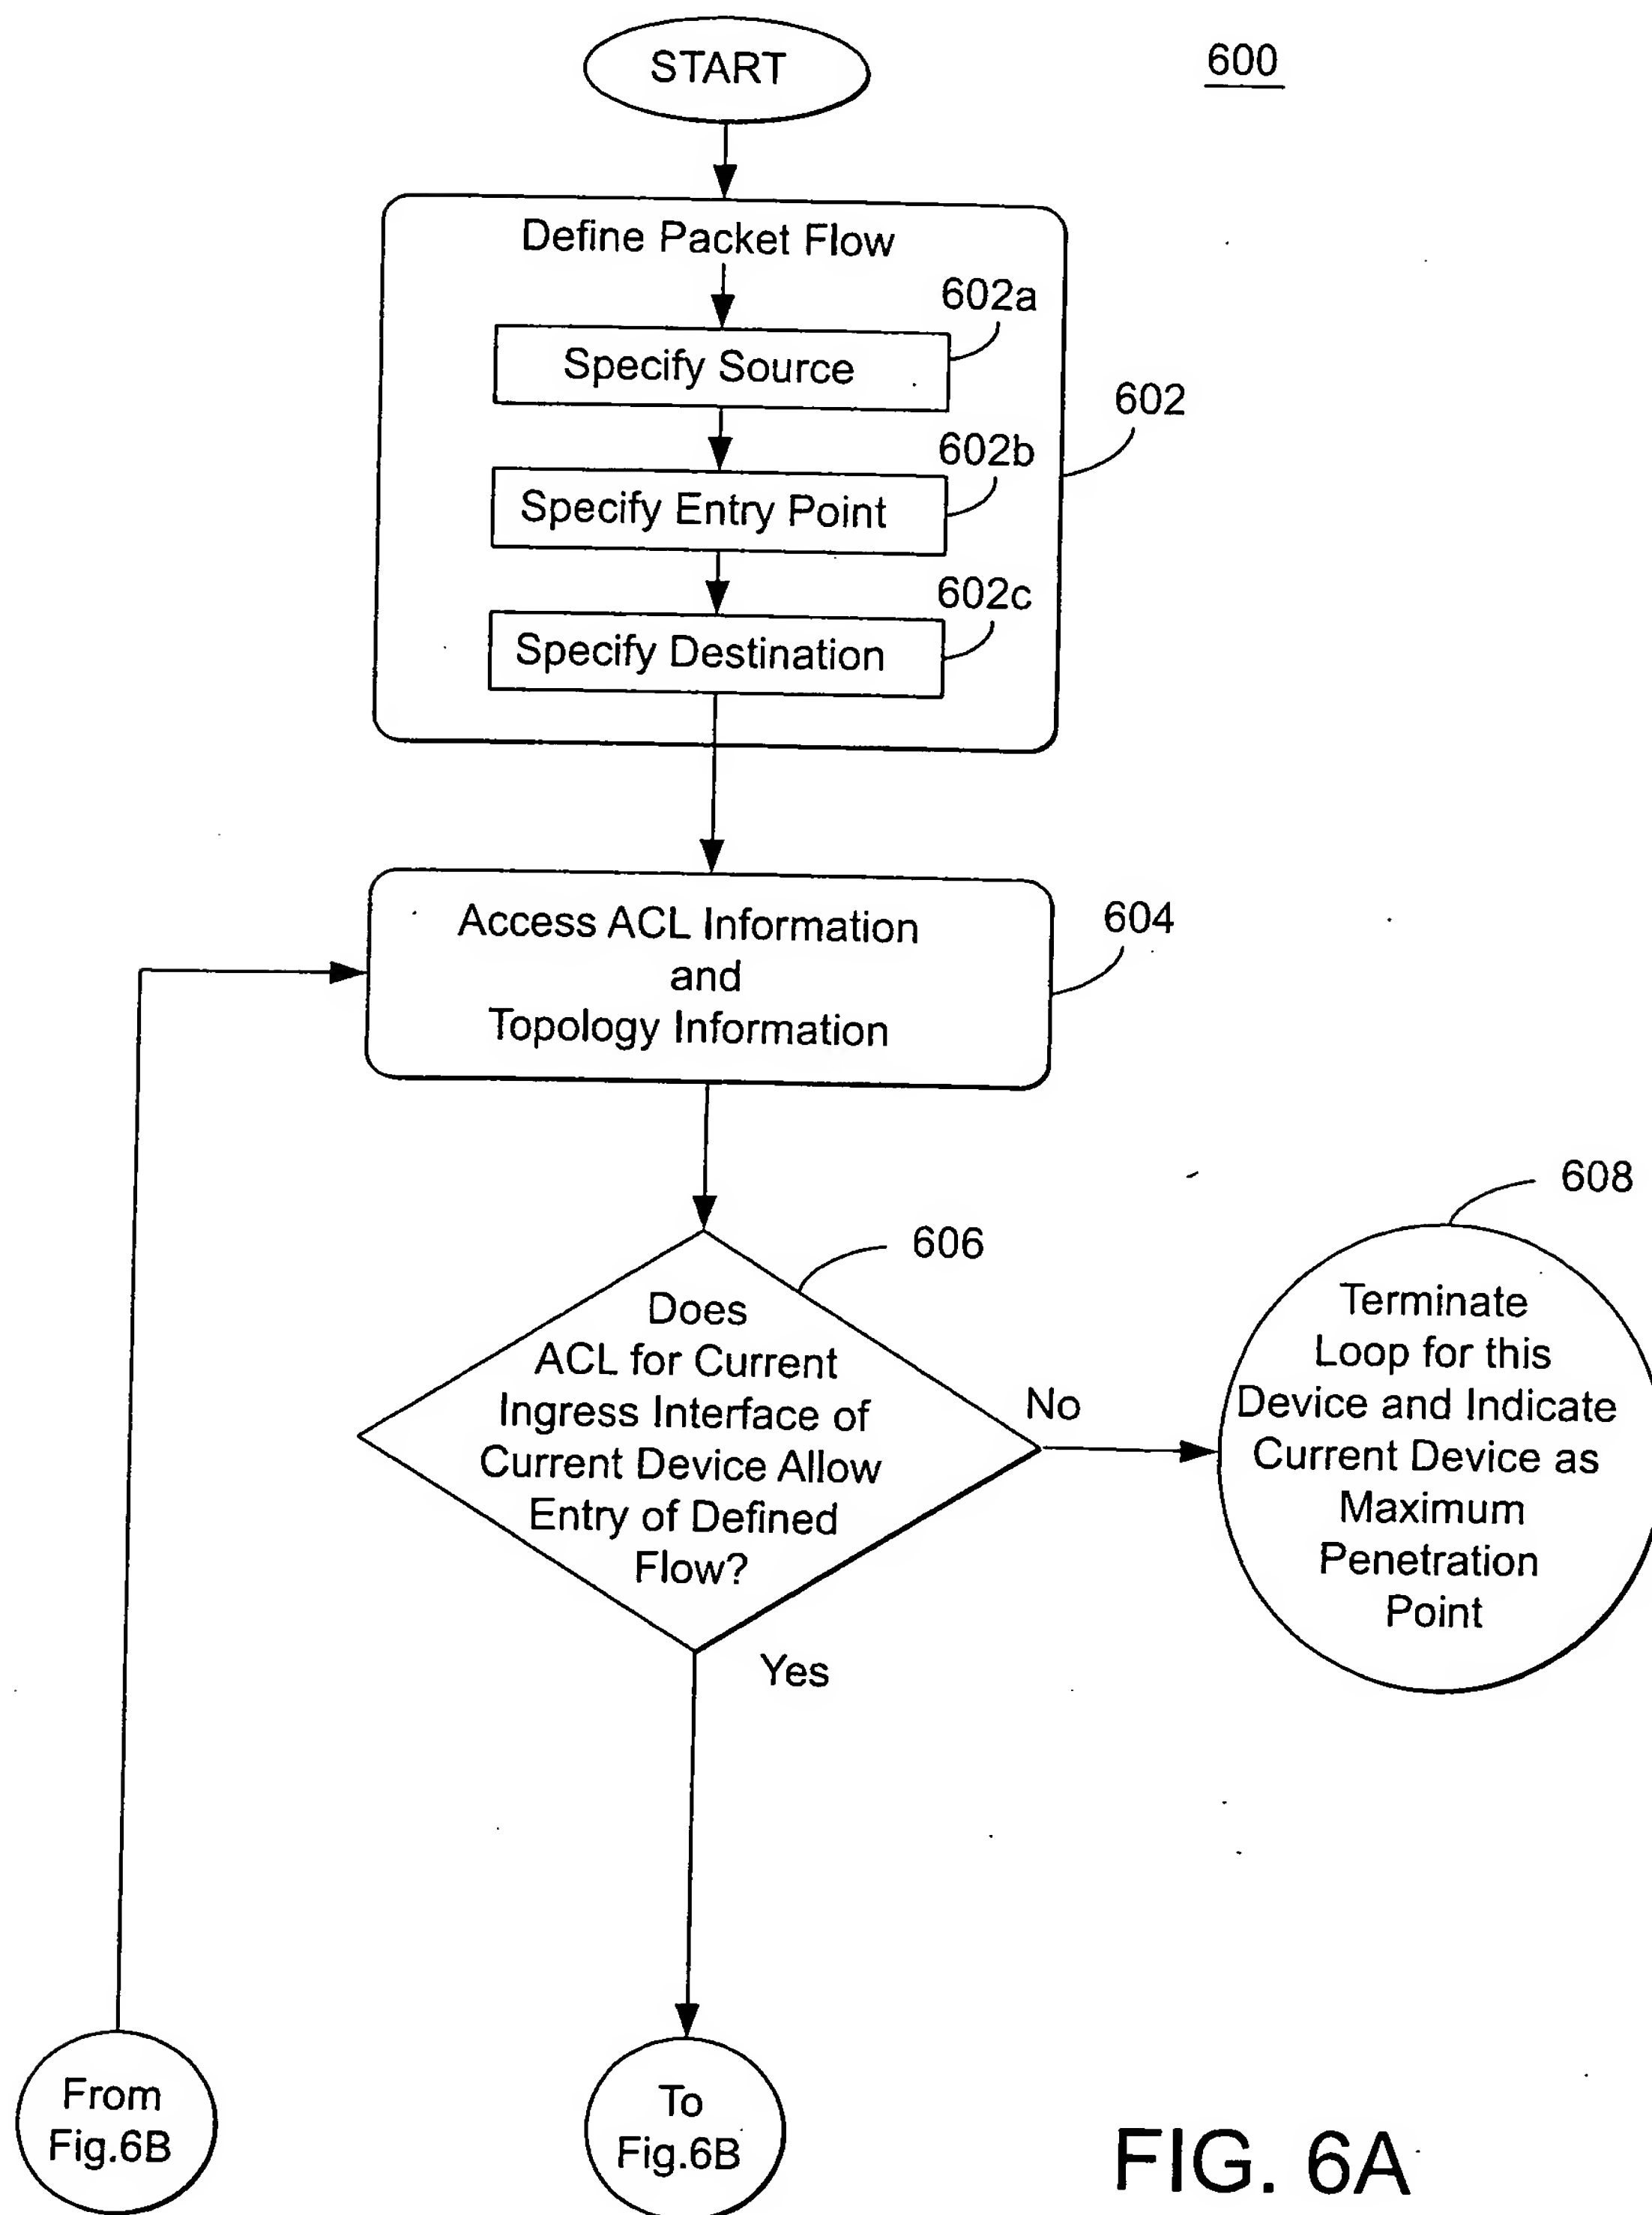 START
600
Define Packet Flow
602a
Specify Source
602
602b
Specify Entry Point
602c
Specify Destination
Access ACL Information
and
Topology Information
604
606
608
Does
ACL for Current
Ingress Interface of
Current Device Allow
Entry of Defined
Flow?
No
Terminate
Loop for this
Device and Indicate
Current Device as
Maximum
Penetration
Point
Yes
From
Fig.6B
To
Fig.6B
FIG. 6A